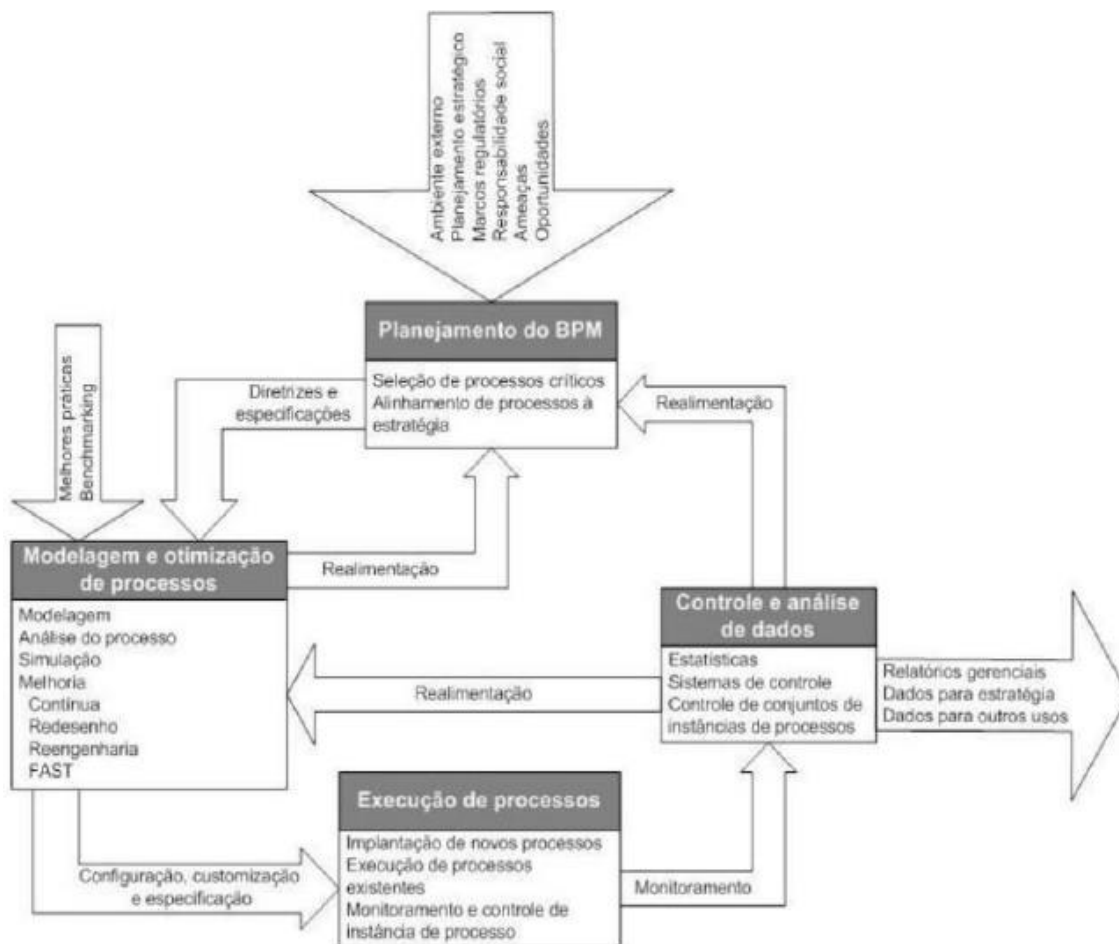 Ambiente externo
Planejamento estratégico
Marcos regulatórios
Responsabilidade social
Ameaças
Oportunidades
Planejamento do BPM
Seleção de processos críticos
Alinhamento de processos à
estratégia
Diretrizes e
especificações
Realimentação
Melhores práticas
Benchmarking
Modelagem e otimização
de processos
Modelagem
Análise do processo
Simulação
Melhoria
Contínua
Redesenho
Reengenharia
FAST
Realimentação
Controle e análise
de dados
Estatísticas
Sistemas de controle
Controle de conjuntos de
instâncias de processos
Relatórios gerenciais
Dados para estratégia
Dados para outros usos
Realimentação
Execução de processos
Implantação de novos processos
Execução de processos
existentes
Monitoramento e controle de
instância de processo
Configuração, customização
e especificação
Monitoramento